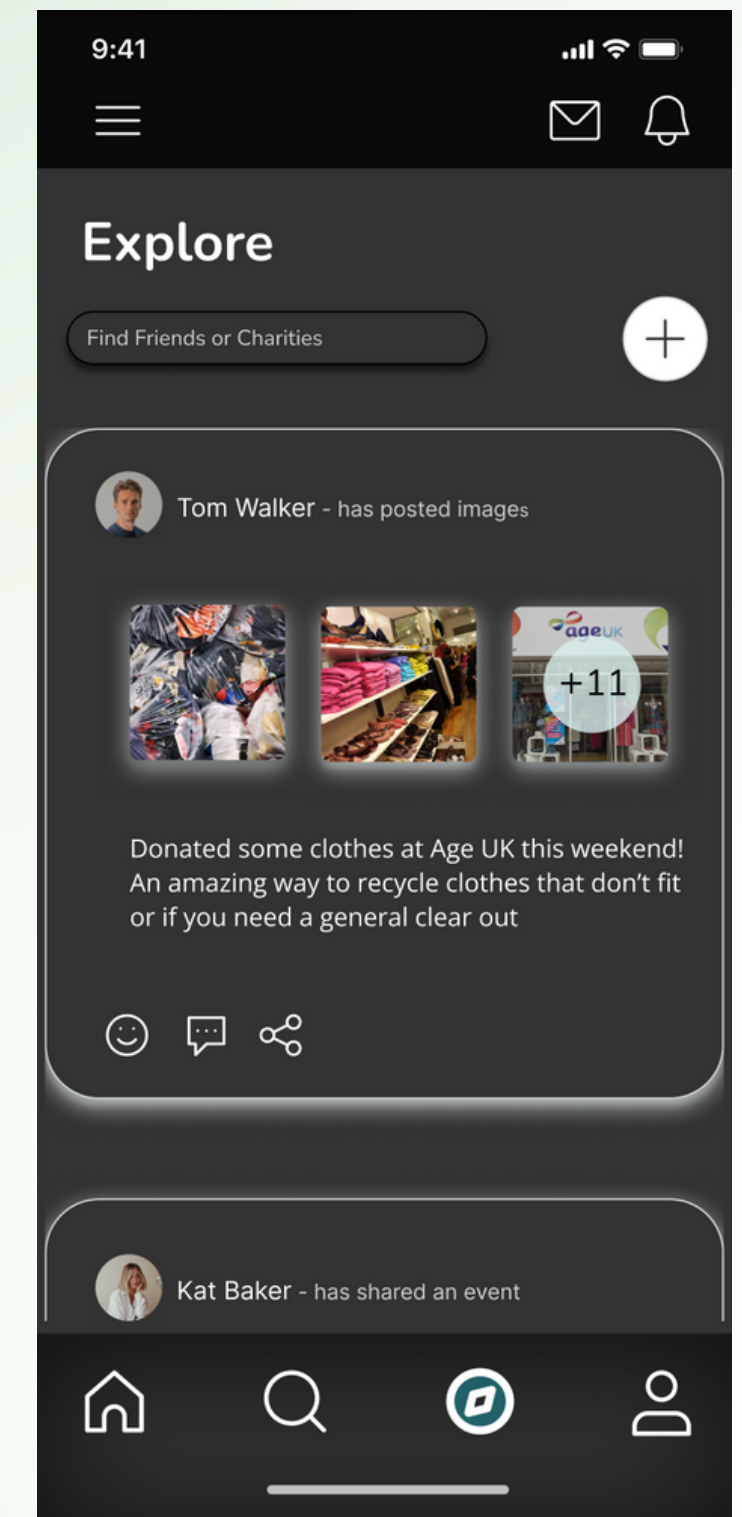 9:41
Explore
Find Friends or Charities
Tom Walker - has posted images
ageUK
+11
Donated some clothes at Age UK this weekend!
An amazing way to recycle clothes that don’t fit
or if you need a general clear out
Kat Baker - has shared an event